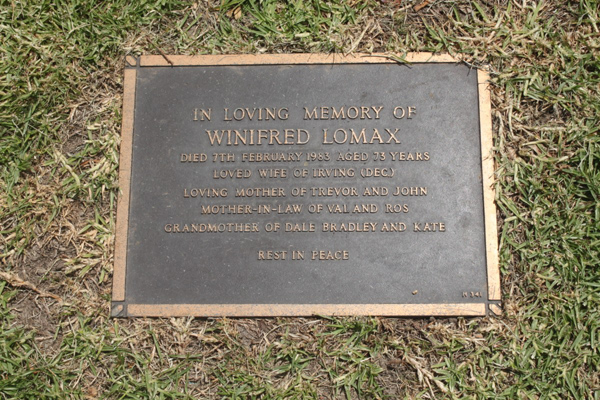 IN LOVING MEMORY OF
WINIFRED LOMAX
DIED 7TH FEBRUARY 1983 AGED 73 YEARS
LOVED WIFE OF IRVING (DEC)
LOVING MOTHER OF TREVOR AND JOHN
MOTHER-IN-LAW OF VAL AND ROS
GRANDMOTHER OF DALE BRADLEY AND KATE
REST IN PEACE